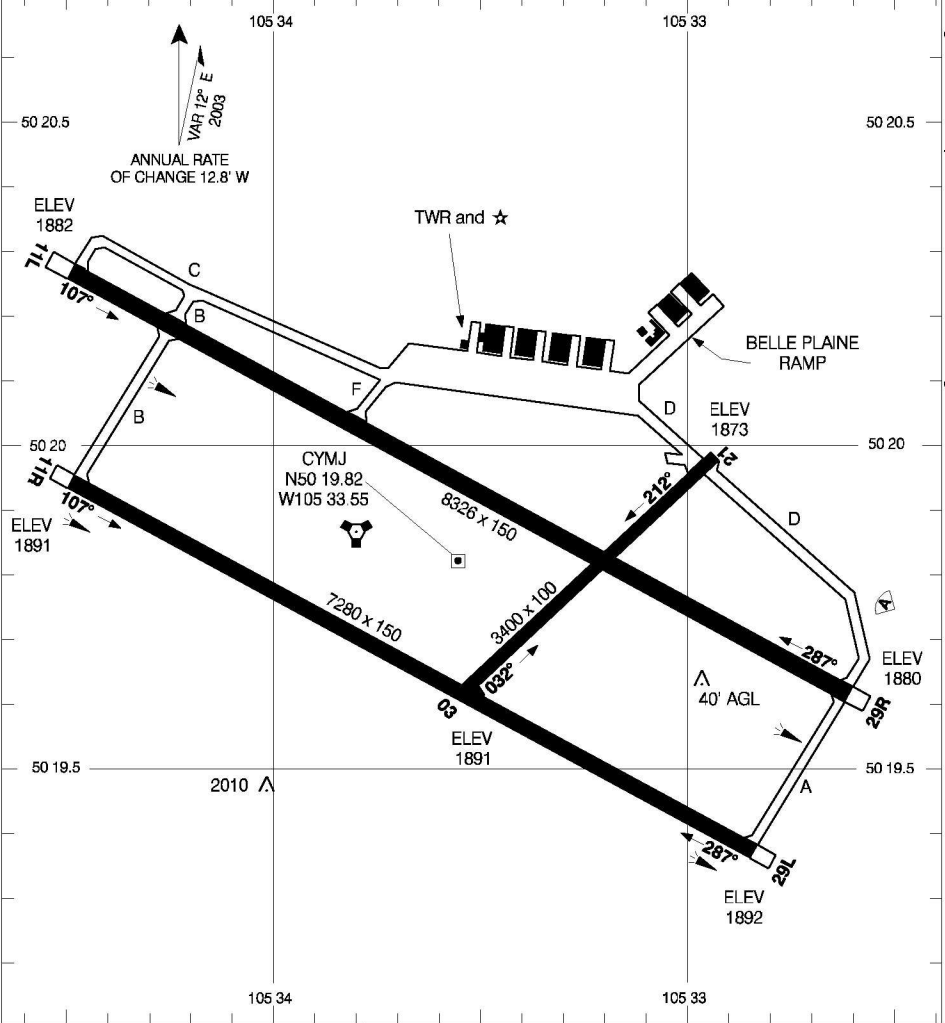 105 34
105 33
VAR 12° E
2003
50 20.5
50 20.5
ANNUAL RATE
OF CHANGE 12.8' W
ELEV
1882
TWR and ☆
11L
107°
C
B
BELLE PLAINE
RAMP
F
B
D
ELEV
1873
50 20
50 20
21
11R
107°
CYMJ
N50 19.82
W105 33.55
212°
8326 x 150
D
ELEV
1891
7280 x 150
3400 x 100
A
032°
287°
ELEV
1880
40' AGL
29R
03
ELEV
1891
50 19.5
50 19.5
2010
A
287°
29L
ELEV
1892
105 34
105 33